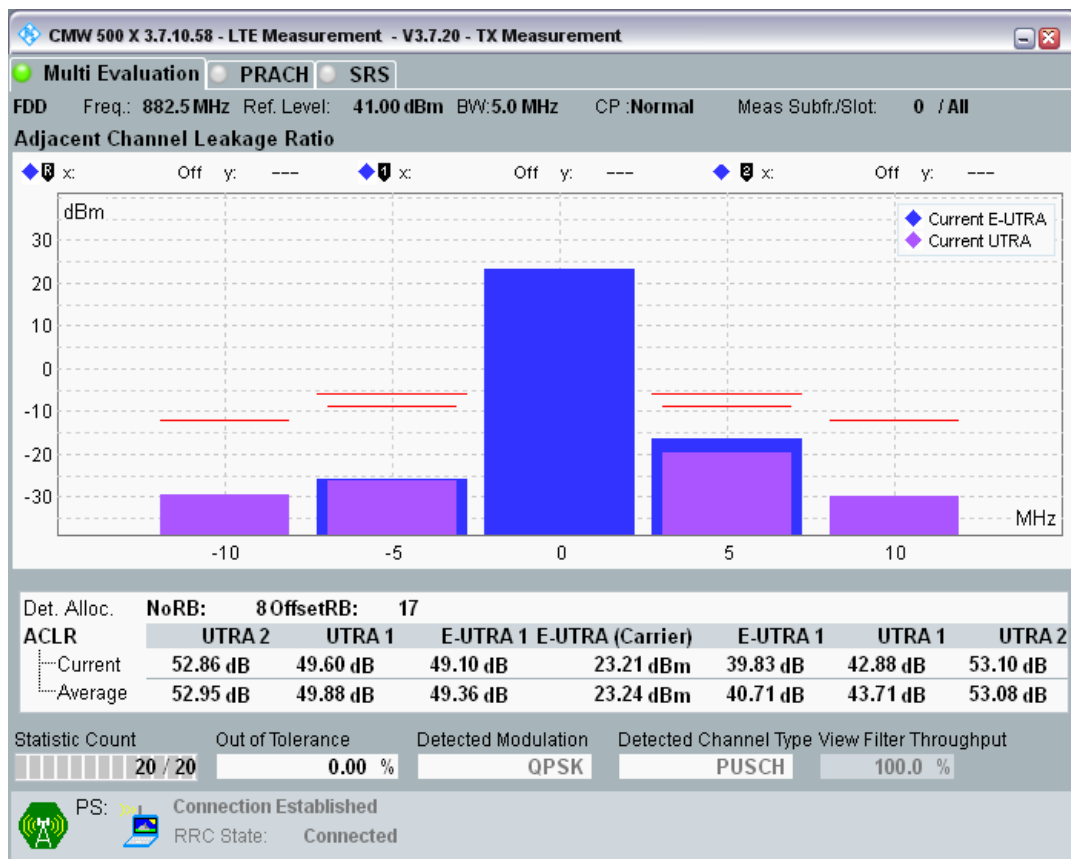 CMW 500 X 3.7.10.58 - LTE Measurement - V3.7.20 - TX Measurement
Multi Evaluation PRACH SRS
FDD Freq.: 882.5 MHz Ref. Level: 41.00 dBm BW:5.0 MHz CP :Normal Meas Subfr./Slot: 0 / All
Adjacent Channel Leakage Ratio
R x: Off y: --- 1 x: Off y: --- 2 x: Off y: ---
dBm
Current E-UTRA
Current UTRA
30
20
10
0
-10
-20
-30
MHz
-10 -5 0 5 10
Det. Alloc. NoRB: 8 OffsetRB: 17
ACLR UTRA 2 UTRA 1 E-UTRA 1 E-UTRA (Carrier) E-UTRA 1 UTRA 1 UTRA 2
Current 52.86 dB 49.60 dB 49.10 dB 23.21 dBm 39.83 dB 42.88 dB 53.10 dB
Average 52.95 dB 49.88 dB 49.36 dB 23.24 dBm 40.71 dB 43.71 dB 53.08 dB
Statistic Count Out of Tolerance Detected Modulation Detected Channel Type View Filter Throughput
20 / 20 0.00 % QPSK PUSCH 100.0 %
PS: Connection Established
RRC State: Connected